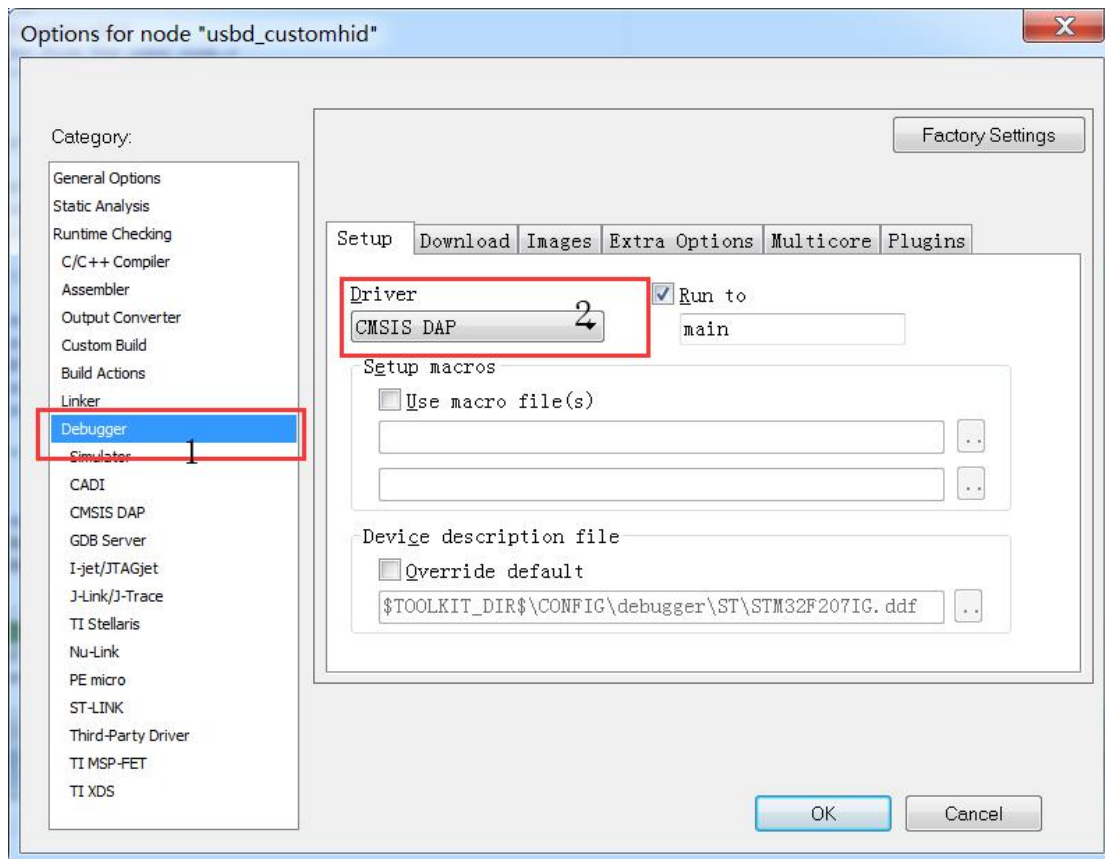 Options for node "usbd_customhid"
Category:
Factory Settings
General Options
Static Analysis
Runtime Checking
C/C++ Compiler
Assembler
Output Converter
Custom Build
Build Actions
Linker
Debugger
1
Simulator
CADI
CMSIS DAP
GDB Server
I-jet/JTAGjet
J-Link/J-Trace
TI Stellaris
Nu-Link
PE micro
ST-LINK
Third-Party Driver
TI MSP-FET
TI XDS
Setup Download Images Extra Options Multicore Plugins
Driver
2
CMSIS DAP
Run to
main
Setup macros
Use macro file(s)
..
..
Device description file
Override default
$TOOLKIT_DIR$\CONFIG\debugger\ST\STM32F207IG.ddf
..
OK Cancel